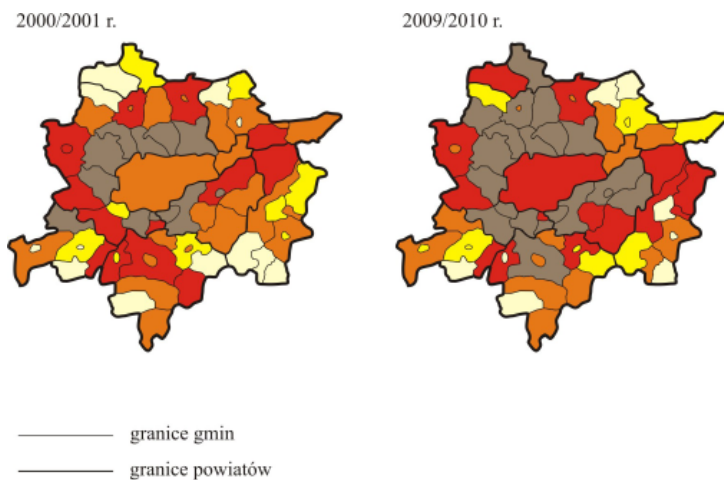 2000/2001 r.
2009/2010 r.
granice gmin
granice powiatów